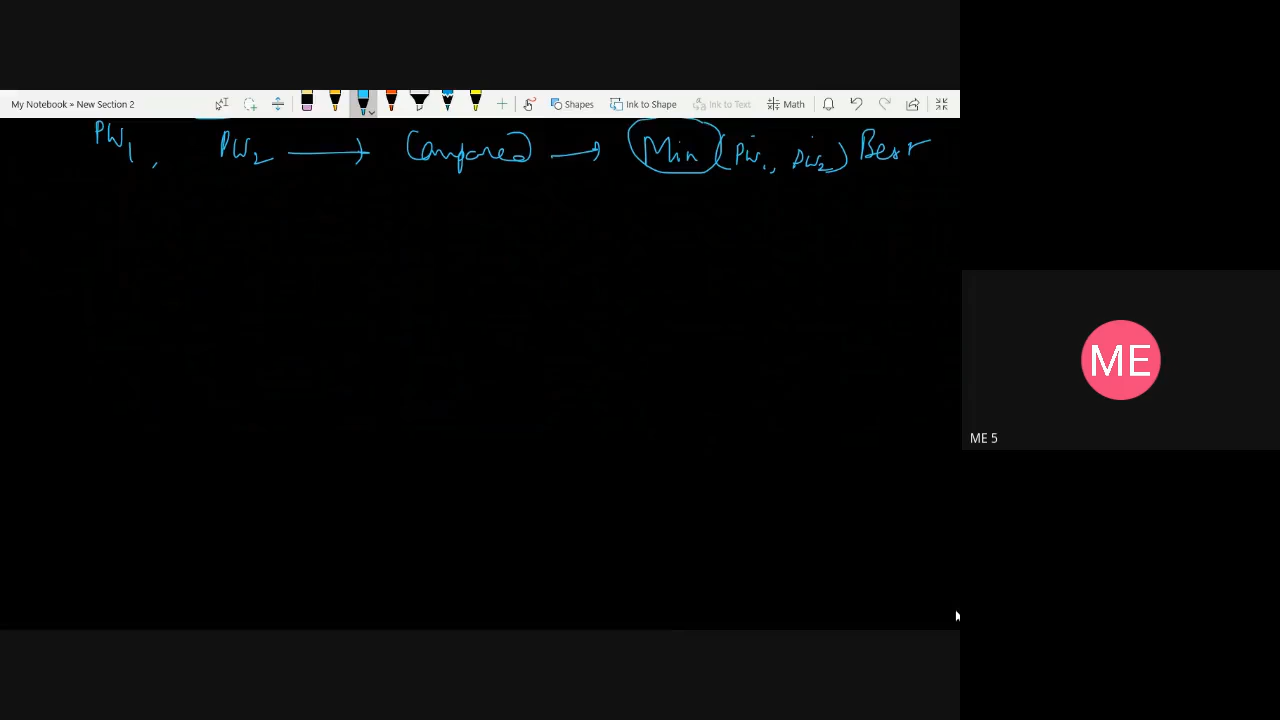 My Notebook » New Section 2
Shapes Ink to Shape Ink to Text Math
PW1, PW2 → Compared → Min (PW1, PW2) Best
ME
ME 5